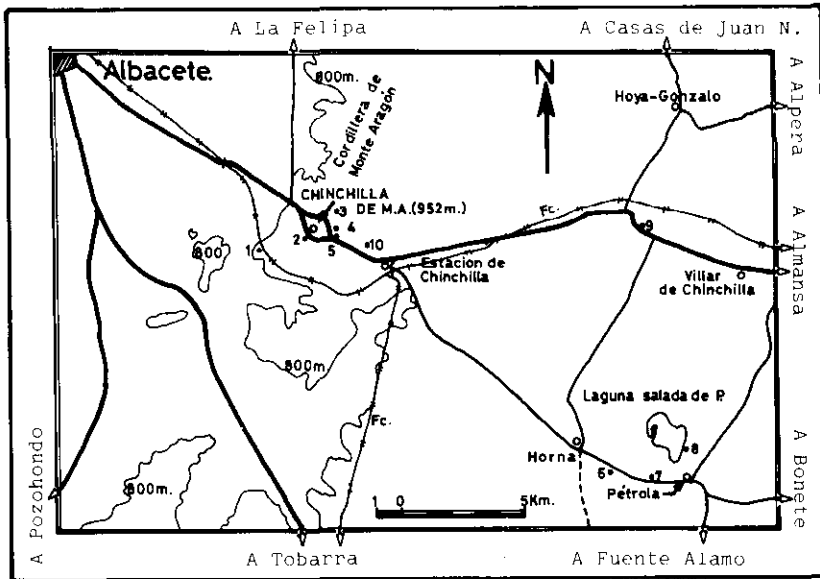 A La Felipa
A Casas de Juan N.
Albacete.
800m.
Cordillera de
Monte Aragón
N
Hoya-Gonzalo
A Alpera
CHINCHILLA
DE M.A.(952m.)
3
2
4
5
10
1
800
Fc.
9
A Almansa
Estacion de
Chinchilla
Villar
de Chinchilla
800m.
Laguna salada de P.
Fc.
8
Horna
6
7
Pétrola
800m.
1 0 5Km.
A Pozohondo
A Bonete
A Tobarra
A Fuente Alamo